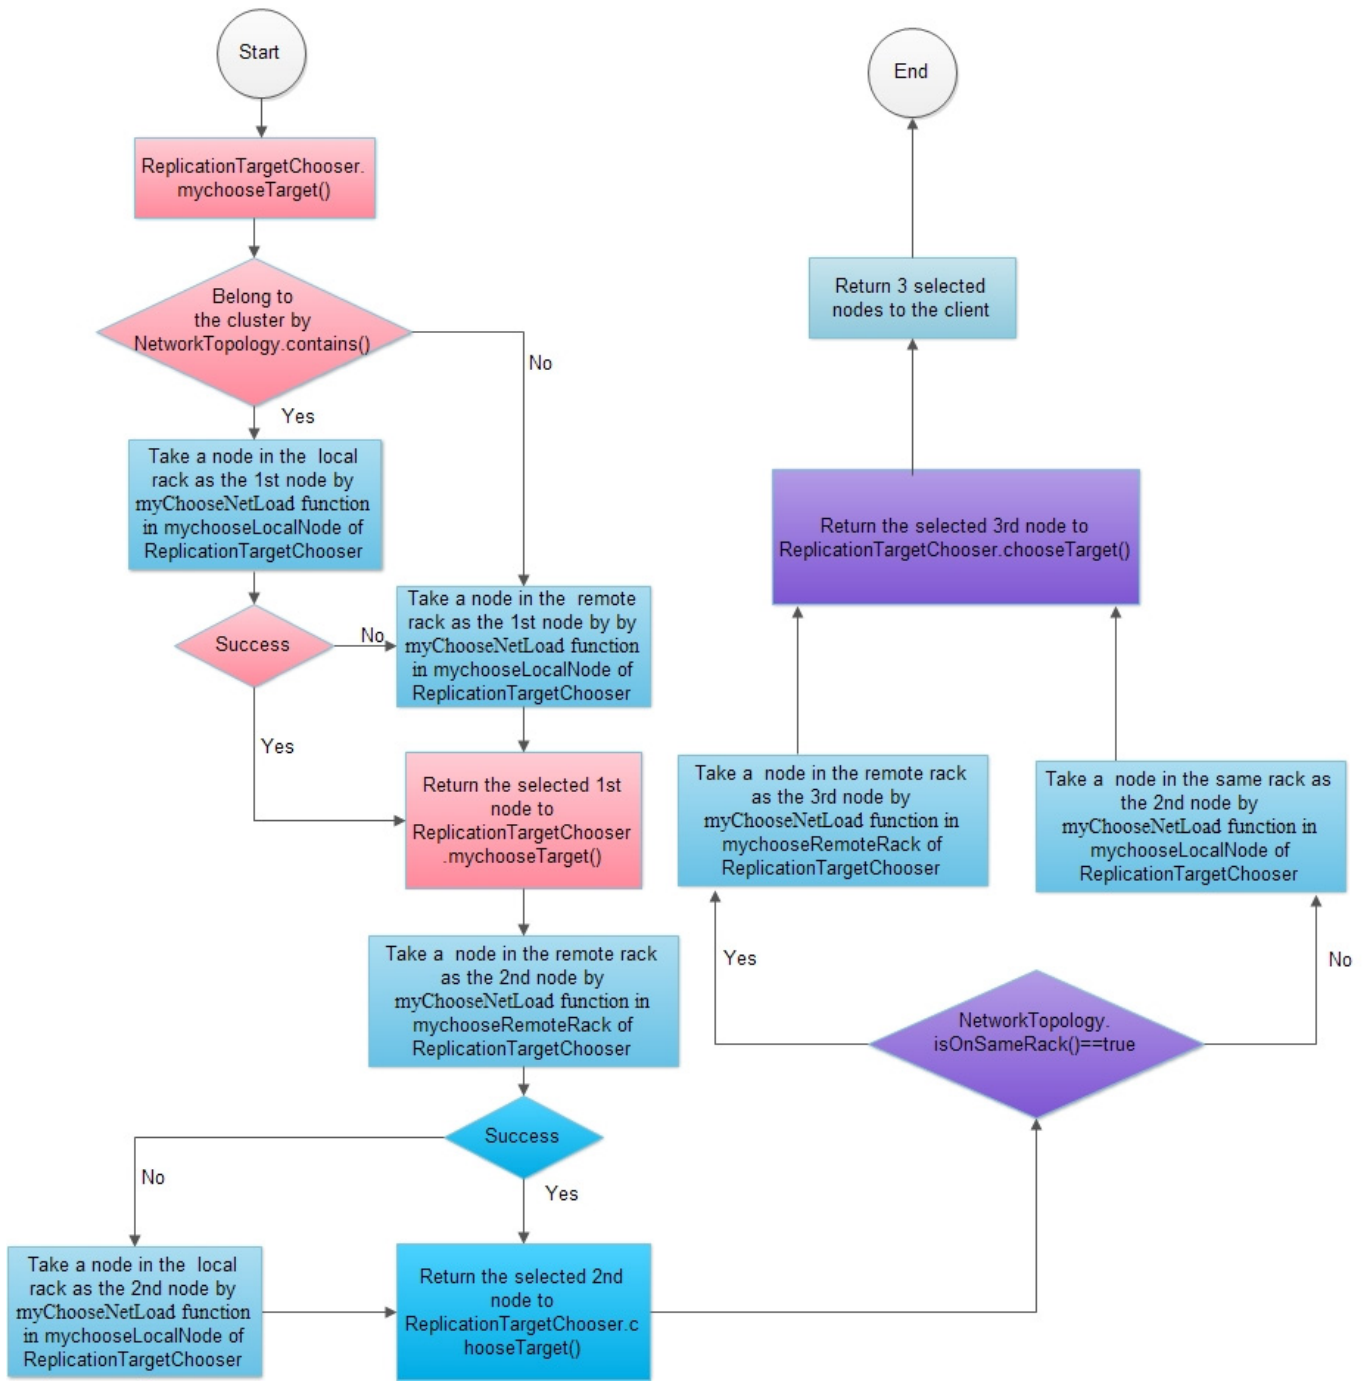 Start
ReplicationTargetChooser.
mychooseTarget()
Belong to
the cluster by
NetworkTopology.contains()
No
Yes
Take a node in the local
rack as the 1st node by
myChooseNetLoad function
in mychooseLocalNode of
ReplicationTargetChooser
Success
No
Yes
Take a node in the remote
rack as the 1st node by by
myChooseNetLoad function
in mychooseLocalNode of
ReplicationTargetChooser
Return the selected 1st
node to
ReplicationTargetChooser
.mychooseTarget()
Take a node in the remote rack
as the 2nd node by
myChooseNetLoad function in
mychooseRemoteRack of
ReplicationTargetChooser
Success
No
Yes
Take a node in the local
rack as the 2nd node by
myChooseNetLoad function
in mychooseLocalNode of
ReplicationTargetChooser
Return the selected 2nd
node to
ReplicationTargetChooser.c
hooseTarget()
NetworkTopology.
isOnSameRack()==true
Yes
No
Take a node in the remote rack
as the 3rd node by
myChooseNetLoad function in
mychooseRemoteRack of
ReplicationTargetChooser
Take a node in the same rack as
the 2nd node by
myChooseNetLoad function in
mychooseLocalNode of
ReplicationTargetChooser
Return the selected 3rd node to
ReplicationTargetChooser.chooseTarget()
Return 3 selected
nodes to the client
End